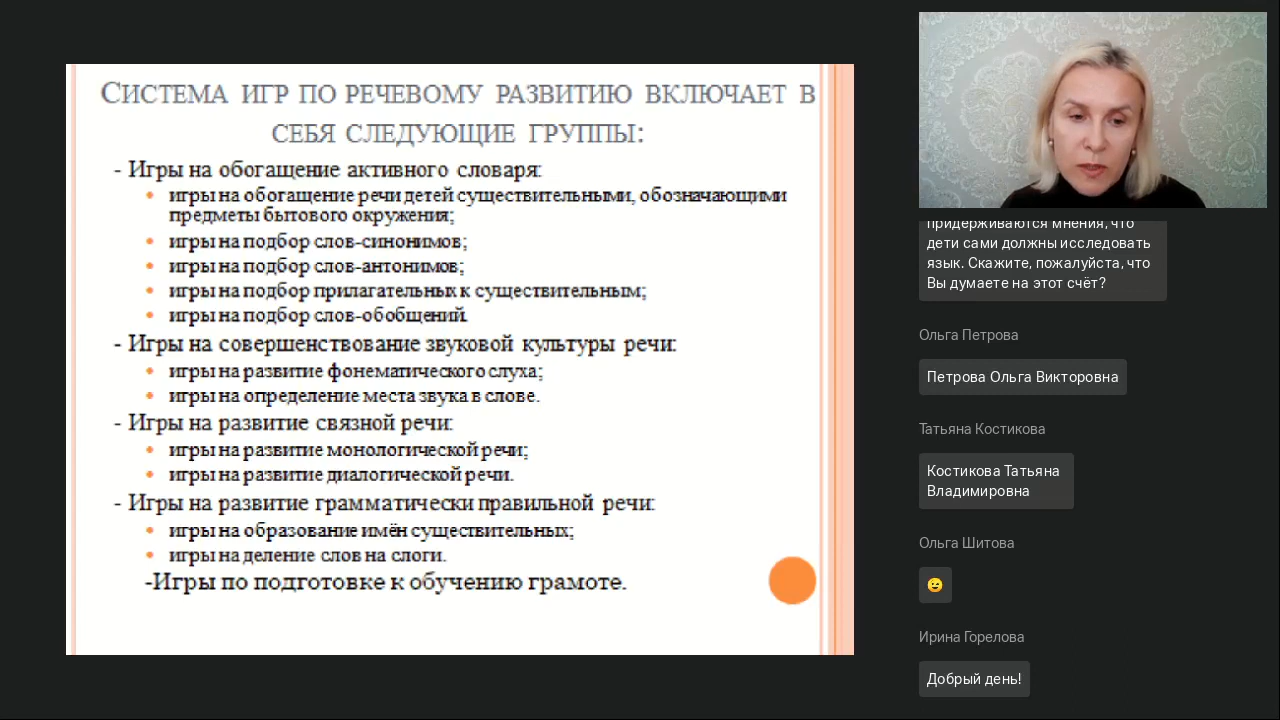 СИСТЕМА ИГР ПО РЕЧЕВОМУ РАЗВИТИЮ ВКЛЮЧАЕТ В
СЕБЯ СЛЕДУЮЩИЕ ГРУППЫ:
- Игры на обогащение активного словаря:
• игры на обогащение речи детей существительными, обозначающими
предметы бытового окружения;
• игры на подбор слов-синонимов;
• игры на подбор слов-антонимов;
• игры на подбор прилагательных к существительным;
• игры на подбор слов-обобщений.
- Игры на совершенствование звуковой культуры речи:
• игры на развитие фонематического слуха;
• игры на определение места звука в слове.
- Игры на развитие связной речи:
• игры на развитие монологической речи;
• игры на развитие диалогической речи.
- Игры на развитие грамматически правильной речи:
• игры на образование имён существительных;
• игры на деление слов на слоги.
-Игры по подготовке к обучению грамоте.
придерживаются мнения, что
дети сами должны исследовать
язык. Скажите, пожалуйста, что
Вы думаете на этот счёт?
Ольга Петрова
Петрова Ольга Викторовна
Татьяна Костикова
Костикова Татьяна
Владимировна
Ольга Шитова
😉
Ирина Горелова
Добрый день!